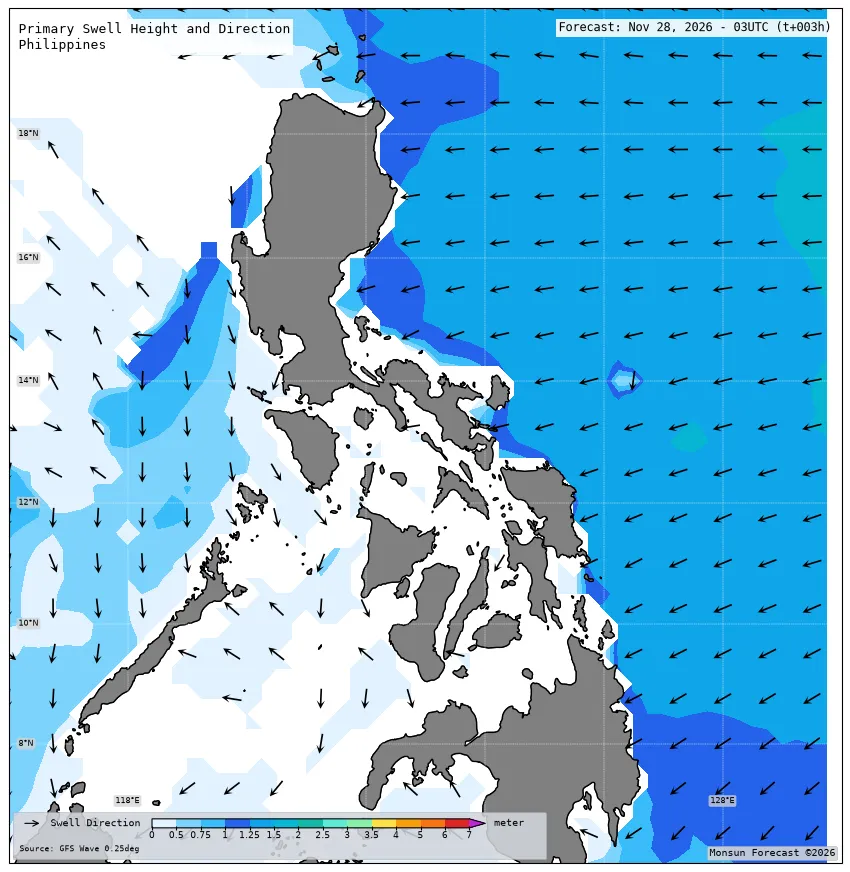 Primary Swell Height and Direction
Philippines
Forecast: Nov 28, 2026 - 03UTC (t+003h)
18°N
16°N
14°N
12°N
10°N
8°N
118°E
128°E
Swell Direction
0 0.5 0.75 1 1.25 1.5 2 2.5 3 3.5 4 5 6 7
meter
Source: GFS Wave 0.25deg
Monsun Forecast ©2026